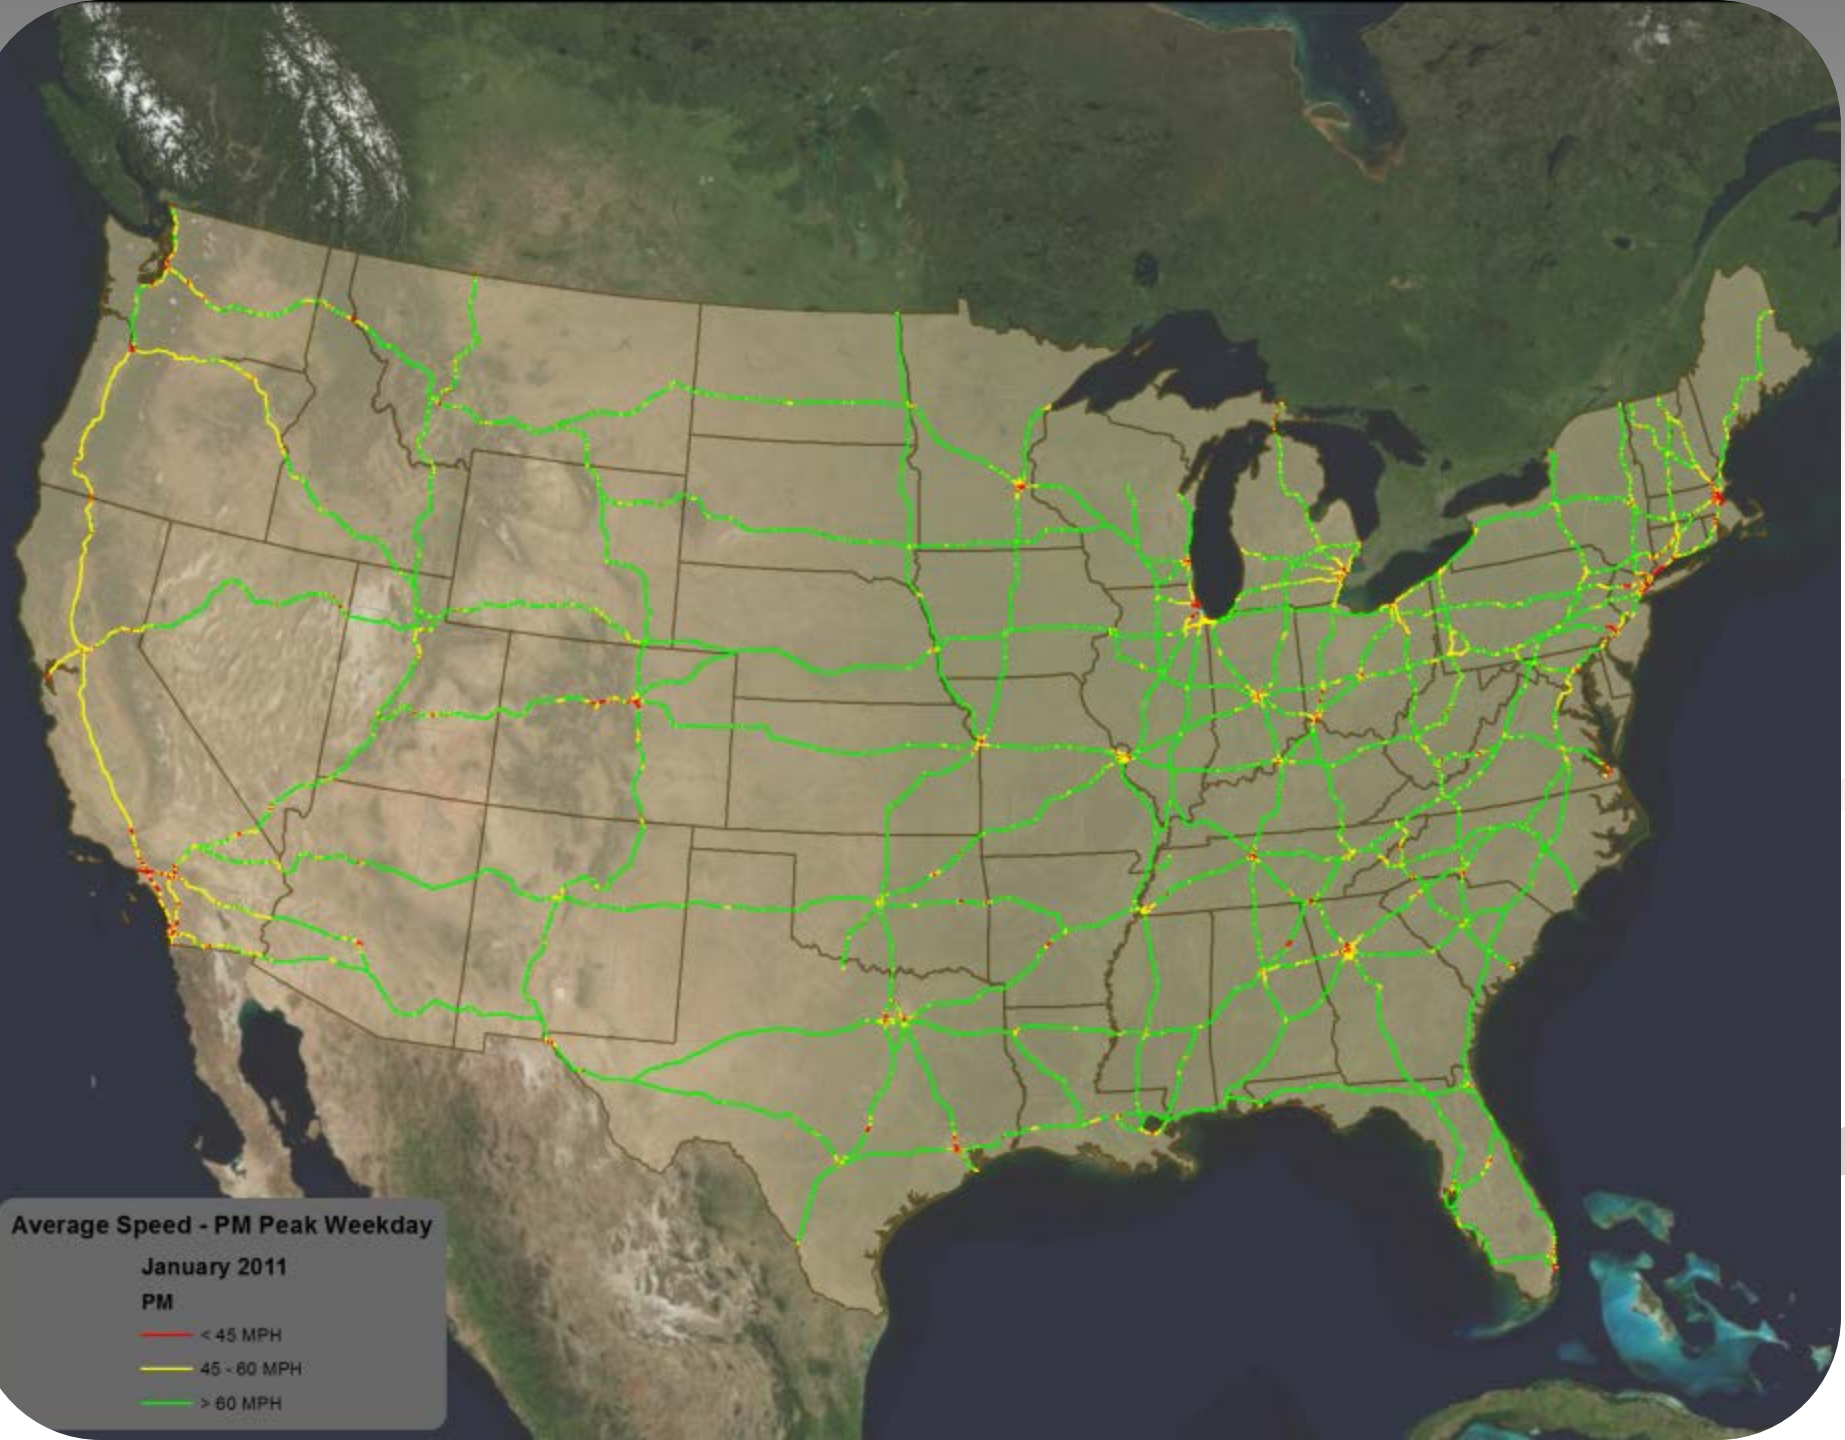 Average Speed - PM Peak Weekday
January 2011
PM
< 45 MPH
45 - 60 MPH
> 60 MPH